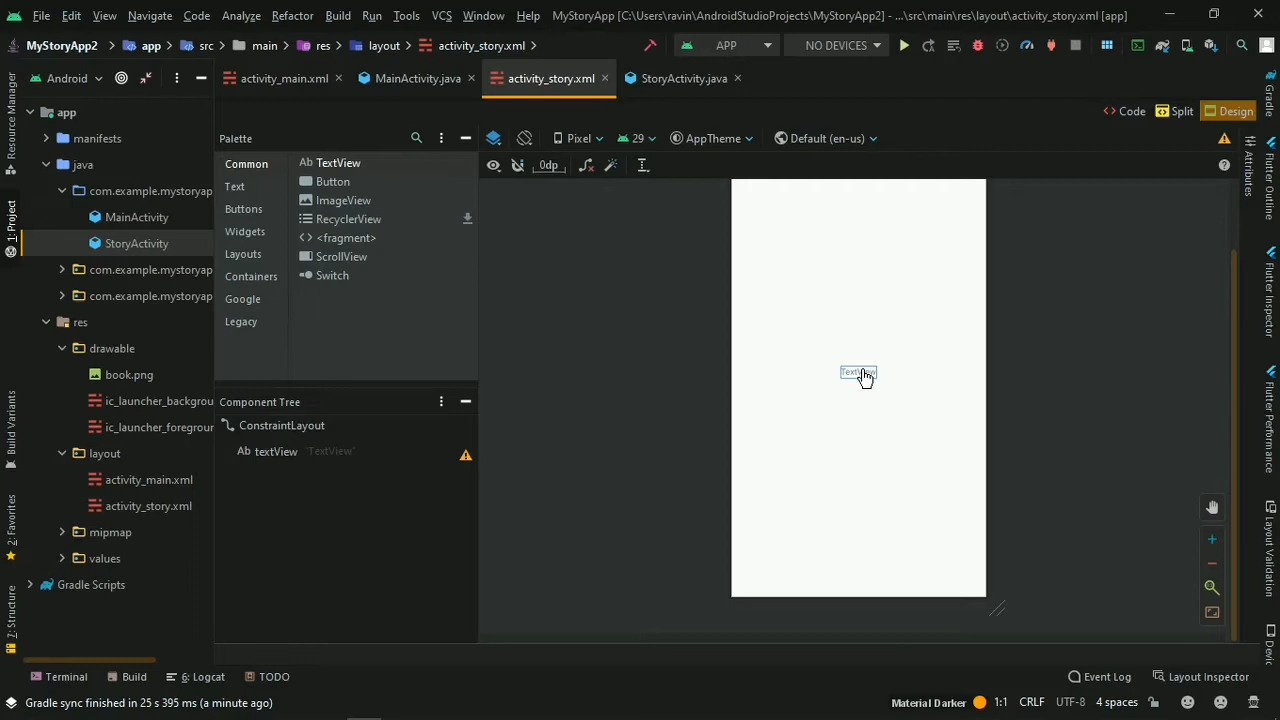 File Edit View Navigate Code Analyze Refactor Build Run Tools VCS Window Help MyStoryApp [C:\Users\ravin\AndroidStudioProjects\MyStoryApp2] - ...\src\main\res\layout\activity_story.xml [app]
MyStoryApp2 > app > src > main > res > layout > activity_story.xml > APP NO DEVICES
Android activity_main.xml × MainActivity.java × activity_story.xml × StoryActivity.java ×
Code Split Design
Palette Pixel 29 AppTheme Default (en-us)
0dp
Common
Text
Buttons
Widgets
Layouts
Containers
Google
Legacy
Ab TextView
Button
ImageView
RecyclerView
<> <fragment>
ScrollView
Switch
Component Tree
ConstraintLayout
Ab textView "TextView"
app
manifests
java
com.example.mystoryap
MainActivity
StoryActivity
com.example.mystoryap
com.example.mystoryap
res
drawable
book.png
ic_launcher_backgrou
ic_launcher_foregrour
layout
activity_main.xml
activity_story.xml
mipmap
values
Gradle Scripts
Resource Manager
1: Project
Build Variants
2: Favorites
7: Structure
Attributes
Gradle
Flutter Outline
Flutter Inspector
Flutter Performance
Layout Validation
Terminal Build 6: Logcat TODO Event Log Layout Inspector
Gradle sync finished in 25 s 395 ms (a minute ago) Material Darker 1:1 CRLF UTF-8 4 spaces